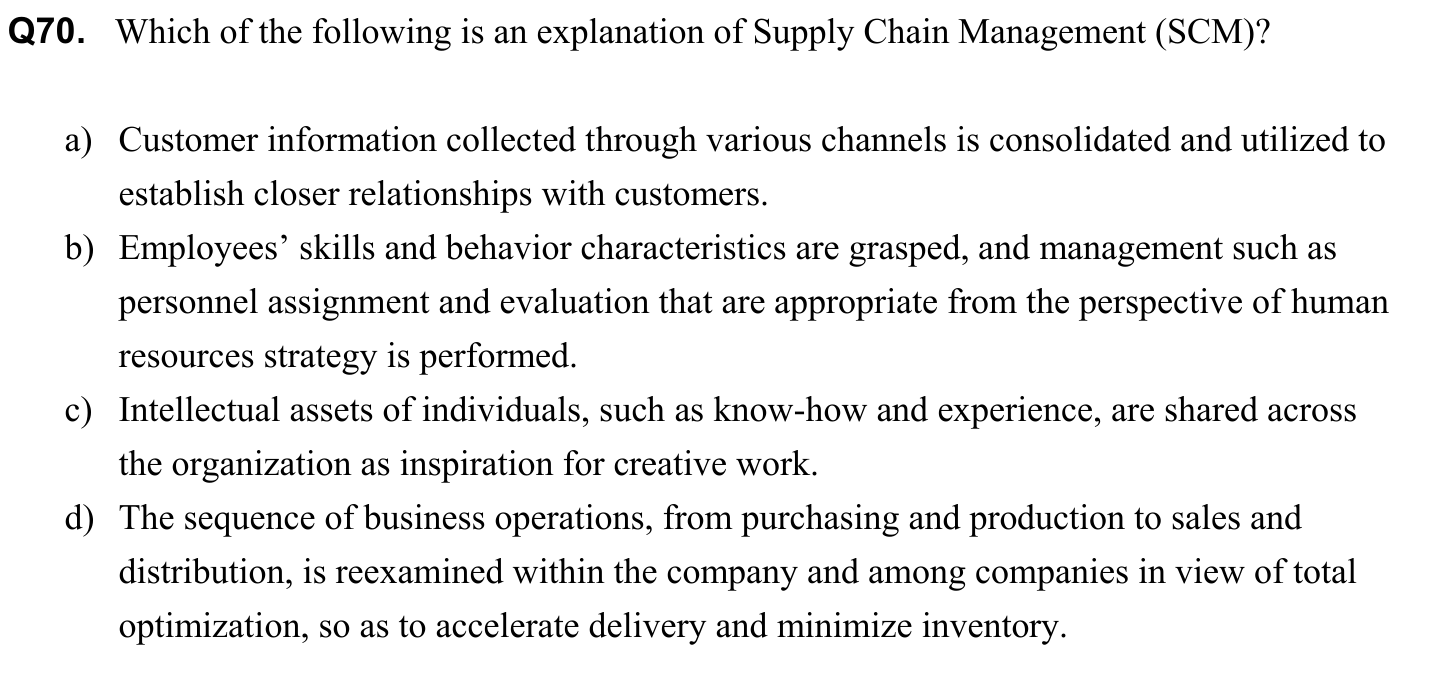 Q70. Which of the following is an explanation of Supply Chain Management (SCM)?
a) Customer information collected through various channels is consolidated and utilized to
establish closer relationships with customers.
b) Employees’ skills and behavior characteristics are grasped, and management such as
personnel assignment and evaluation that are appropriate from the perspective of human
resources strategy is performed.
c) Intellectual assets of individuals, such as know-how and experience, are shared across
the organization as inspiration for creative work.
d) The sequence of business operations, from purchasing and production to sales and
distribution, is reexamined within the company and among companies in view of total
optimization, so as to accelerate delivery and minimize inventory.